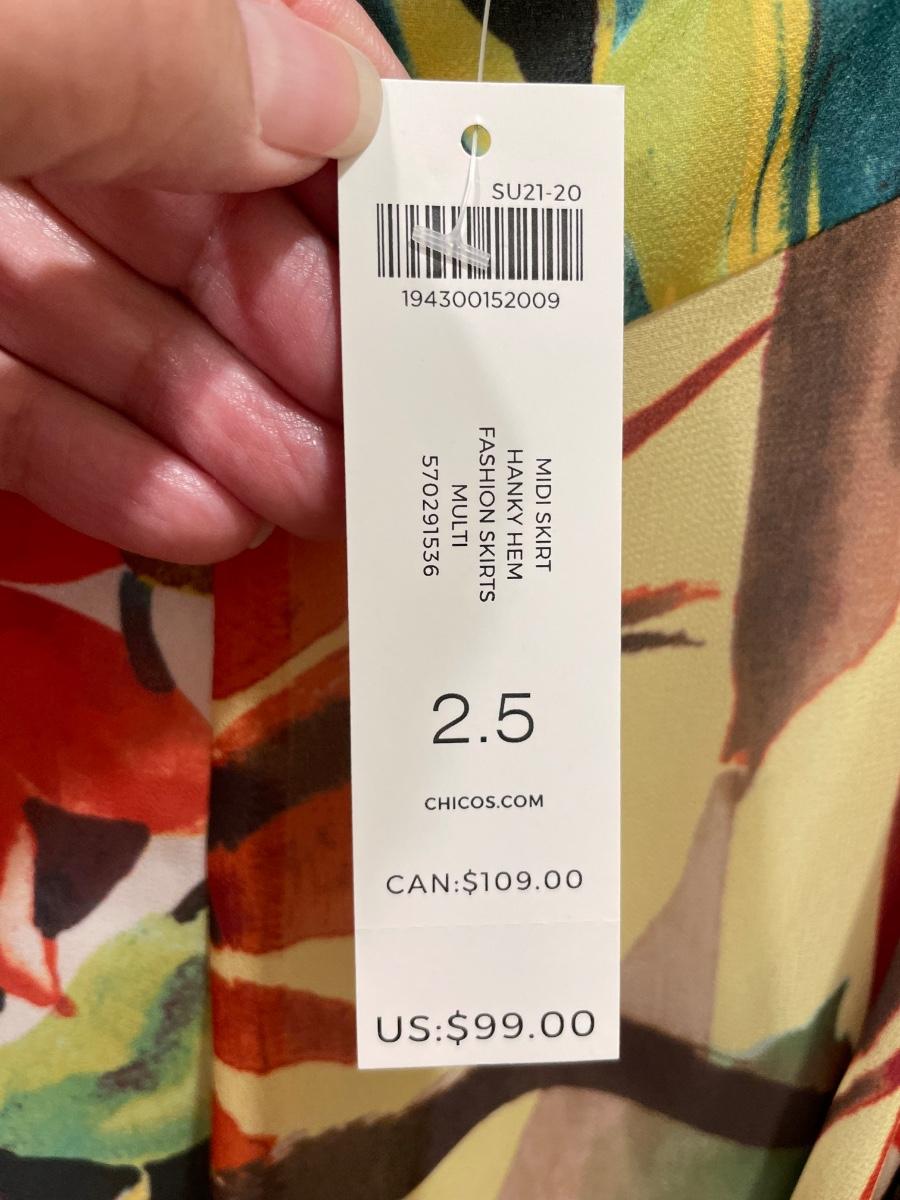 SU21-20
194300152009
MIDI SKIRT
HANKY HEM
FASHION SKIRTS
MULTI
570291536
2.5
CHICOS.COM
CAN:$109.00
US:$99.00